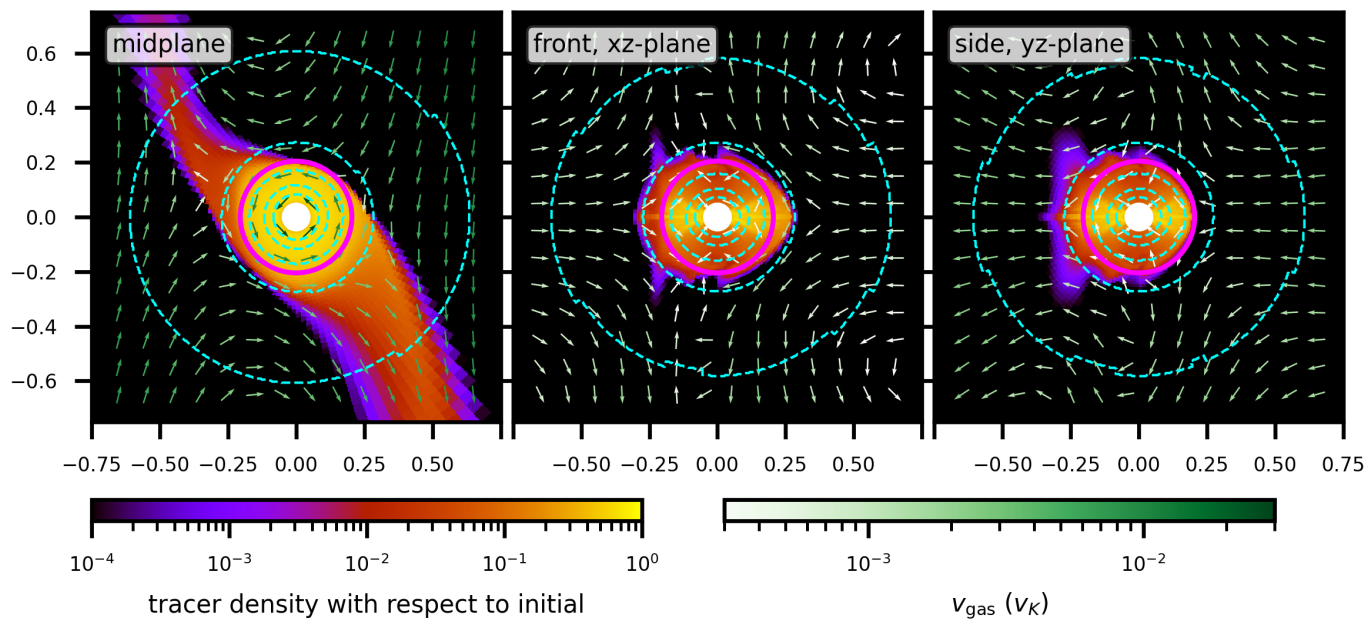 midplane
front, xz-plane
side, yz-plane
0.6
0.4
0.2
0.0
−0.2
−0.4
−0.6
−0.75 −0.50 −0.25 0.00 0.25 0.50
−0.50 −0.25 0.00 0.25 0.50
−0.50 −0.25 0.00 0.25 0.50 0.75
10⁻⁴ 10⁻³ 10⁻² 10⁻¹ 10⁰
tracer density with respect to initial
10⁻³ 10⁻²
v_gas (v_K)